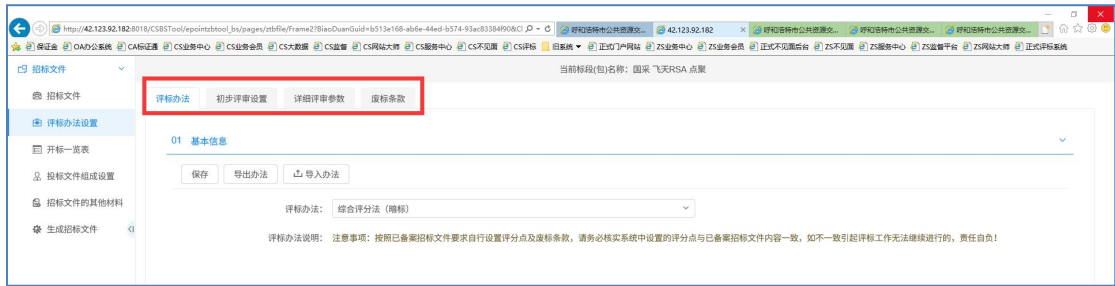 http://42.123.92.182:8018/CSBSTool/epointzbtool_bs/pages/ztbfile/Frame2??BiaoDuanGuid=b513e168-ab6e-44ed-b574-93ac83384f90&
呼和浩特市公共资源交...
42.123.92.182
呼和浩特市公共资源交...
呼和浩特市公共资源交...
呼和浩特市公共资源交...
保证金 OA办公系统 CA标证通 CS业务中心 CS业务会员 CS大数据 CS监督 CS网站大师 CS服务中心 CS不见面 CS评标 旧系统 正式门户网站 ZS业务中心 ZS业务会员 正式不见面后台 ZS不见面 ZS服务中心 ZS监督平台 ZS网站大师 正式评标系统
招标文件
当前标段(包)名称：国采 飞天RSA 点聚
招标文件
评标办法 初步评审设置 详细评审参数 废标条款
评标办法设置
01 基本信息
开标一览表
保存 导出办法 导入办法
投标文件组成设置
招标文件的其他材料
评标办法： 综合评分法（暗标）
生成招标文件
评标办法说明： 注意事项：按照已备案招标文件要求自行设置评分点及废标条款，请务必核实系统中设置的评分点与已备案招标文件内容一致，如不一致引起评标工作无法继续进行的，责任自负！